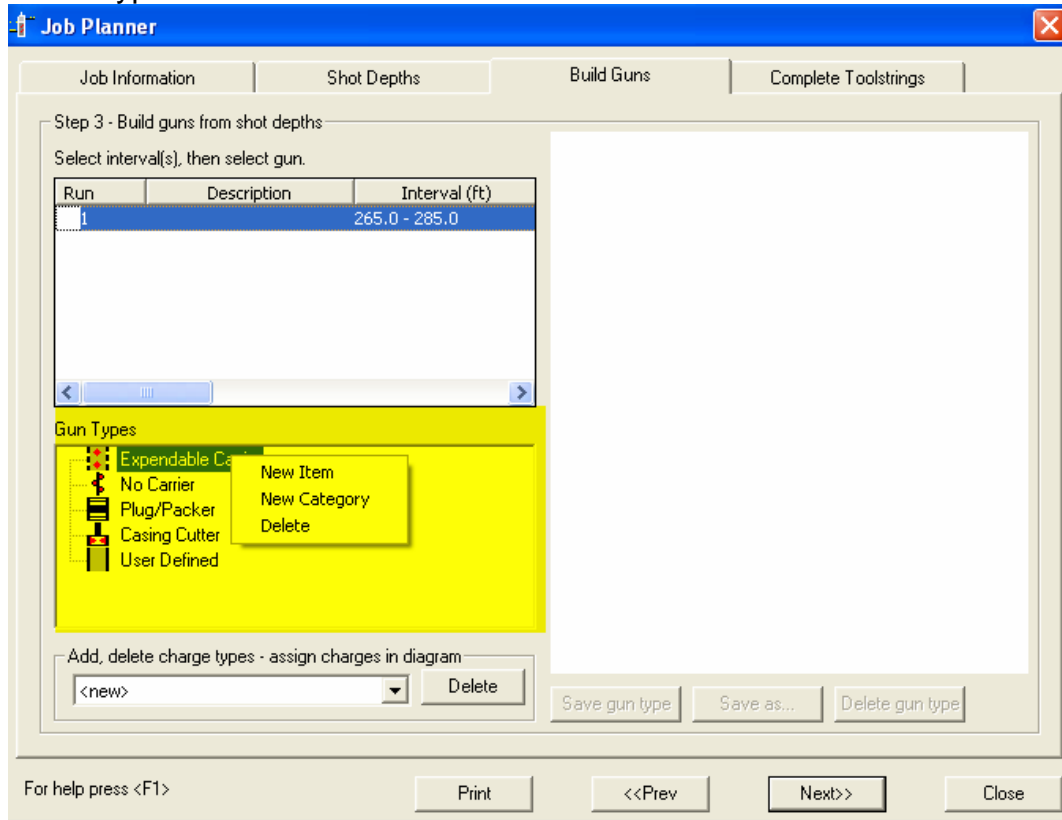 Job Planner
Job Information Shot Depths Build Guns Complete Toolstrings
Step 3 - Build guns from shot depths
Select interval(s), then select gun.
Run Description Interval (ft)
1 265.0 - 285.0
Gun Types
Expendable
No Carrier
Plug/Packer
Casing Cutter
User Defined
New Item
New Category
Delete
Add, delete charge types - assign charges in diagram
<new> Delete
Save gun type Save as... Delete gun type
For help press <F1> Print <<Prev Next>> Close